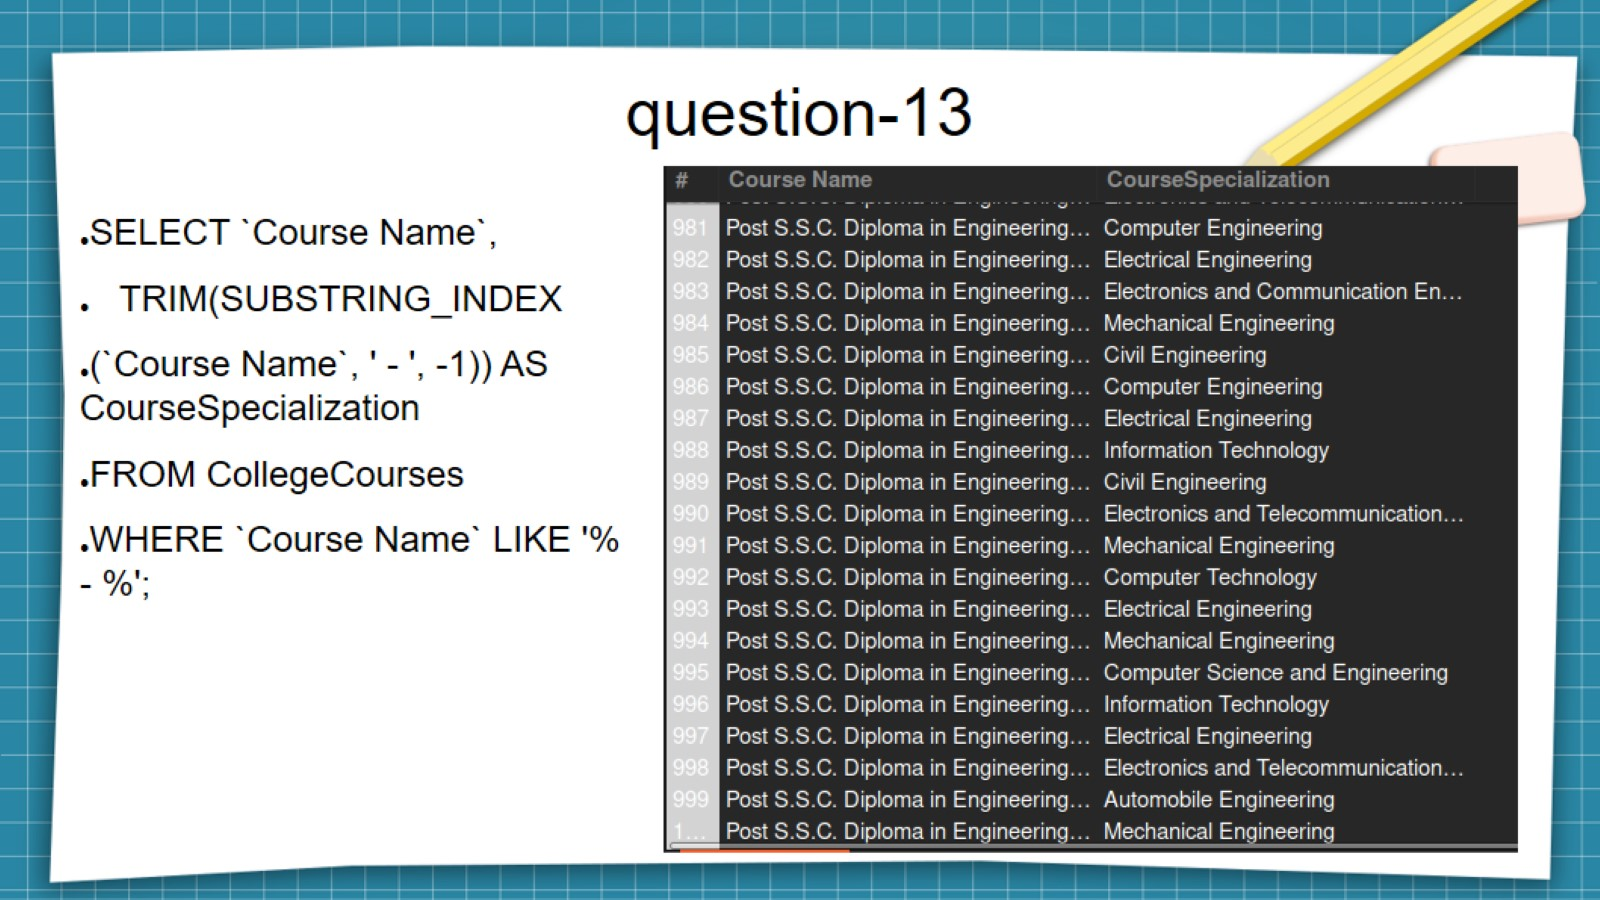 question-13
.SELECT `Course Name`,
. TRIM(SUBSTRING_INDEX
.(`Course Name`, ' - ', -1)) AS
CourseSpecialization
.FROM CollegeCourses
.WHERE `Course Name` LIKE '%
- %';
# Course Name CourseSpecialization
981 Post S.S.C. Diploma in Engineering... Computer Engineering
982 Post S.S.C. Diploma in Engineering... Electrical Engineering
983 Post S.S.C. Diploma in Engineering... Electronics and Communication En...
984 Post S.S.C. Diploma in Engineering... Mechanical Engineering
985 Post S.S.C. Diploma in Engineering... Civil Engineering
986 Post S.S.C. Diploma in Engineering... Computer Engineering
987 Post S.S.C. Diploma in Engineering... Electrical Engineering
988 Post S.S.C. Diploma in Engineering... Information Technology
989 Post S.S.C. Diploma in Engineering... Civil Engineering
990 Post S.S.C. Diploma in Engineering... Electronics and Telecommunication...
991 Post S.S.C. Diploma in Engineering... Mechanical Engineering
992 Post S.S.C. Diploma in Engineering... Computer Technology
993 Post S.S.C. Diploma in Engineering... Electrical Engineering
994 Post S.S.C. Diploma in Engineering... Mechanical Engineering
995 Post S.S.C. Diploma in Engineering... Computer Science and Engineering
996 Post S.S.C. Diploma in Engineering... Information Technology
997 Post S.S.C. Diploma in Engineering... Electrical Engineering
998 Post S.S.C. Diploma in Engineering... Electronics and Telecommunication...
999 Post S.S.C. Diploma in Engineering... Automobile Engineering
1... Post S.S.C. Diploma in Engineering... Mechanical Engineering